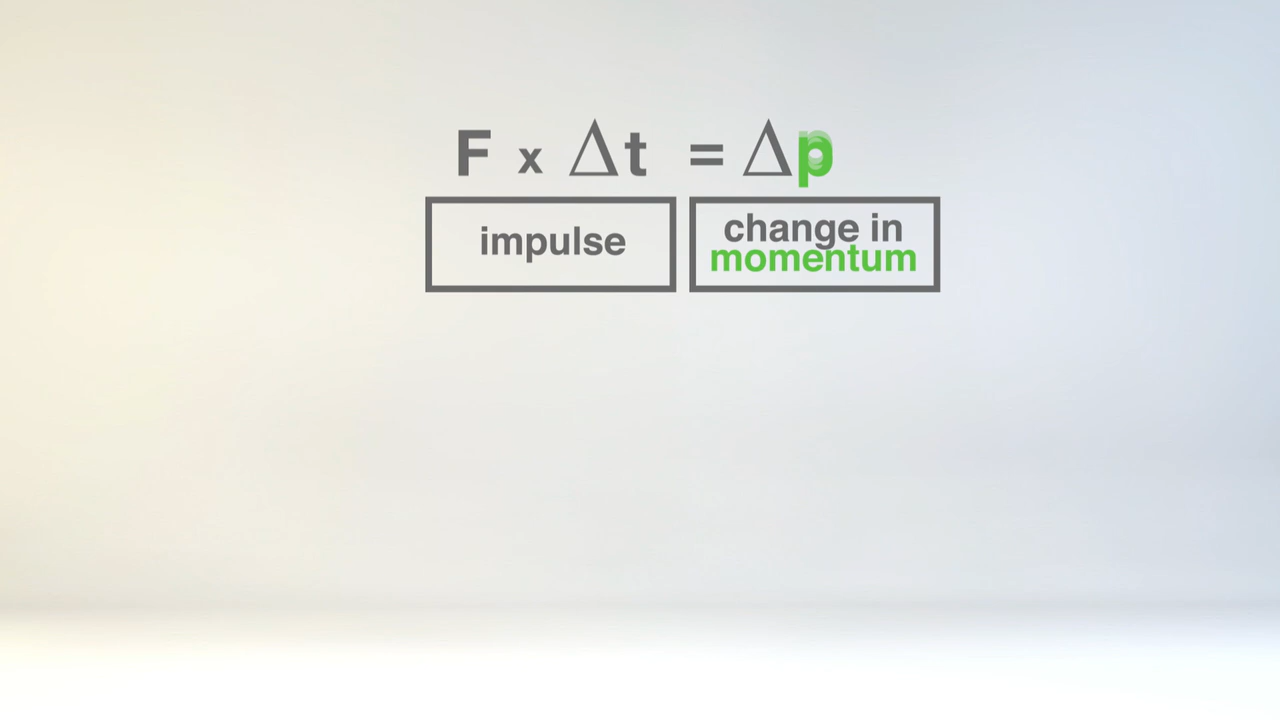 F x Δt = Δp
impulse
change in
momentum